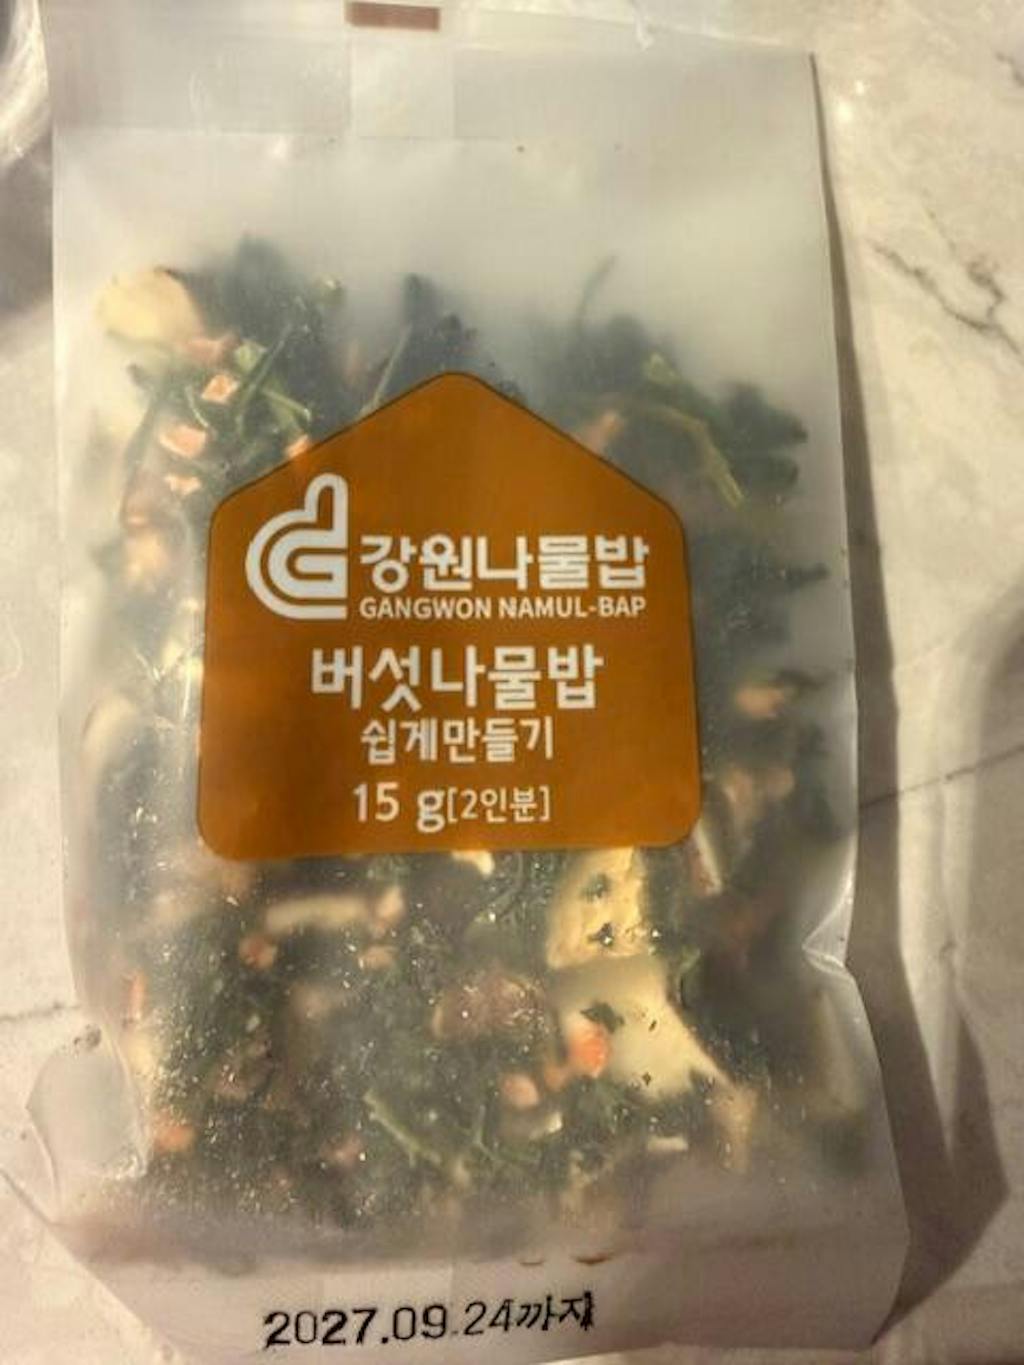 강원나물밥
GANGWON NAMUL-BAP
버섯나물밥
쉽게만들기
15 g[2인분]
2027.09.24까지